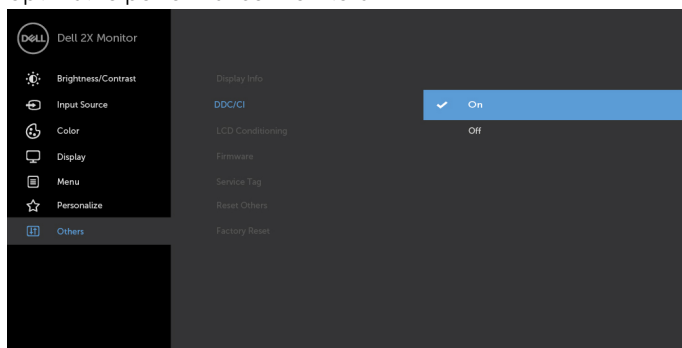 DELL Dell 2X Monitor
Brightness/Contrast
Display Info
Input Source
DDC/CI
On
Color
LCD Conditioning
Off
Display
Firmware
Menu
Service Tag
Personalize
Reset Others
Others
Factory Reset